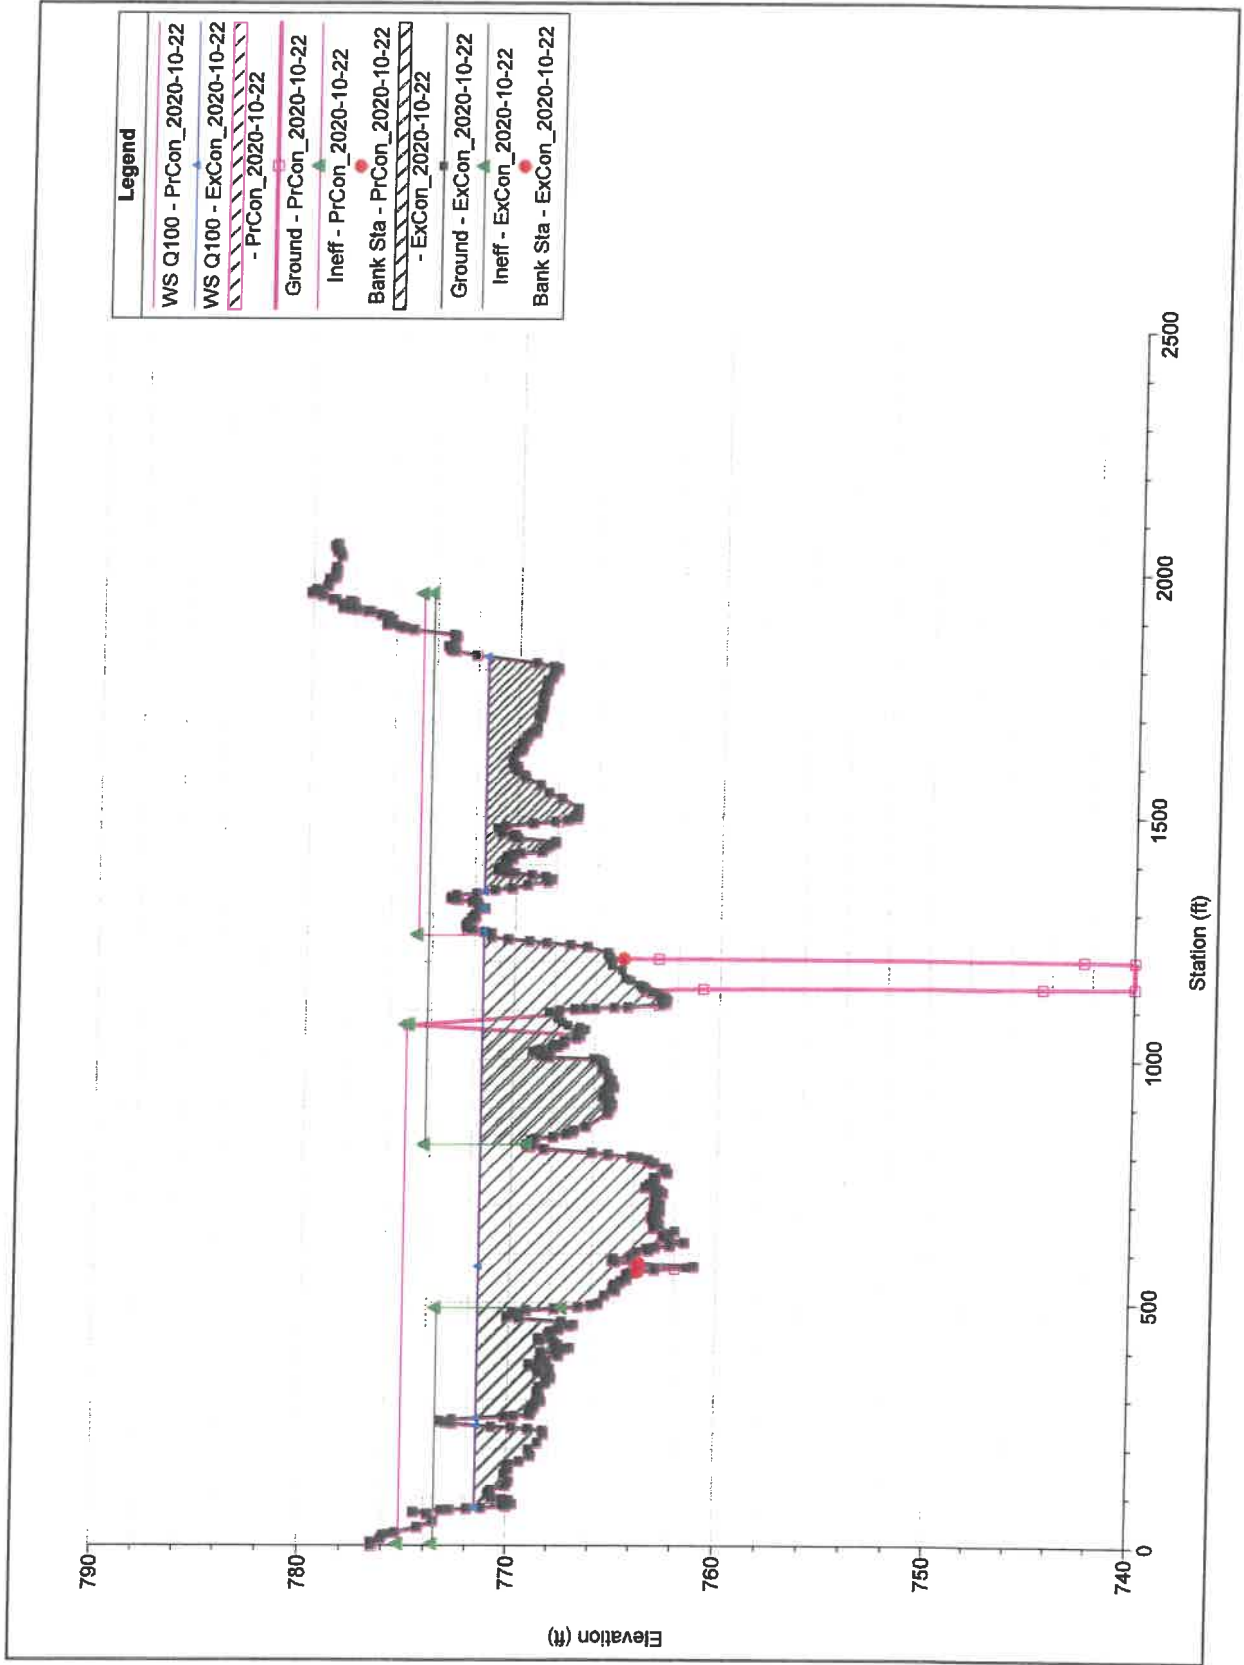 Legend
WS Q100 - PrCon_2020-10-22
WS Q100 - ExCon_2020-10-22
- PrCon_2020-10-22
Ground - PrCon_2020-10-22
Ineff - PrCon_2020-10-22
Bank Sta - PrCon_2020-10-22
- ExCon_2020-10-22
Ground - ExCon_2020-10-22
Ineff - ExCon_2020-10-22
Bank Sta - ExCon_2020-10-22
790
780
770
760
750
740
Elevation (ft)
0
500
1000
1500
2000
2500
Station (ft)